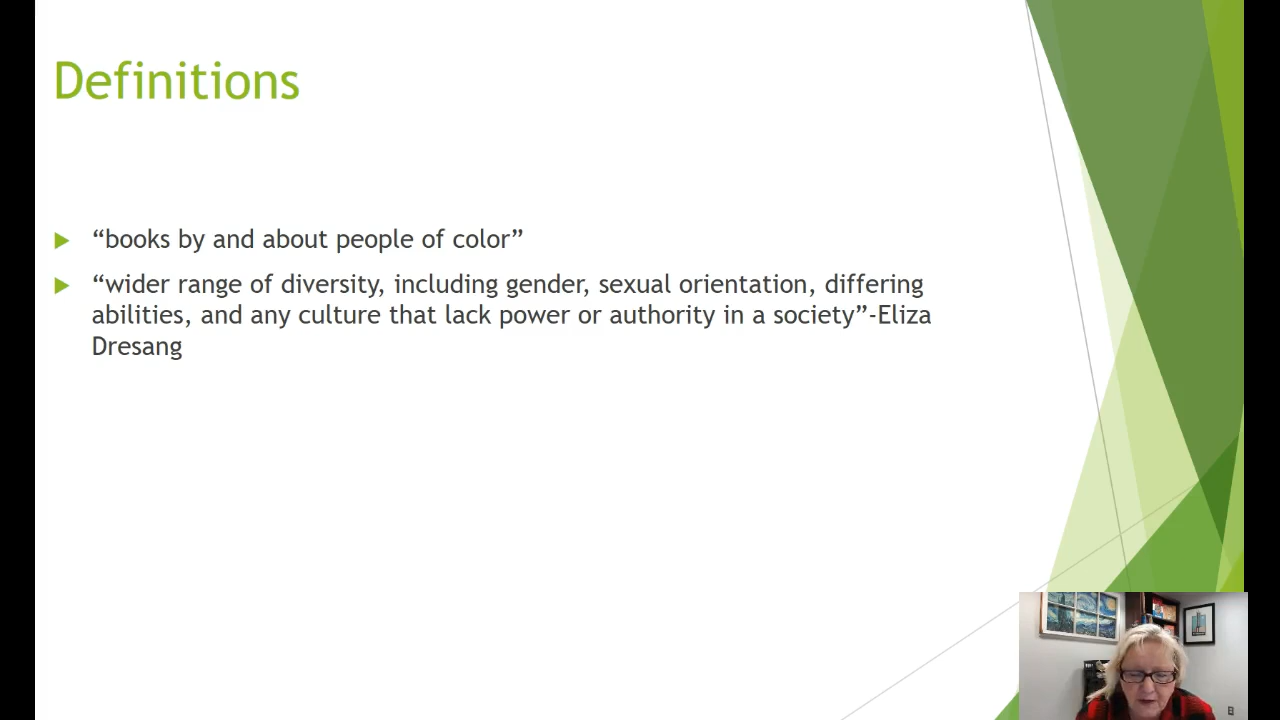 Definitions
“books by and about people of color”
“wider range of diversity, including gender, sexual orientation, differing
abilities, and any culture that lack power or authority in a society”-Eliza
Dresang